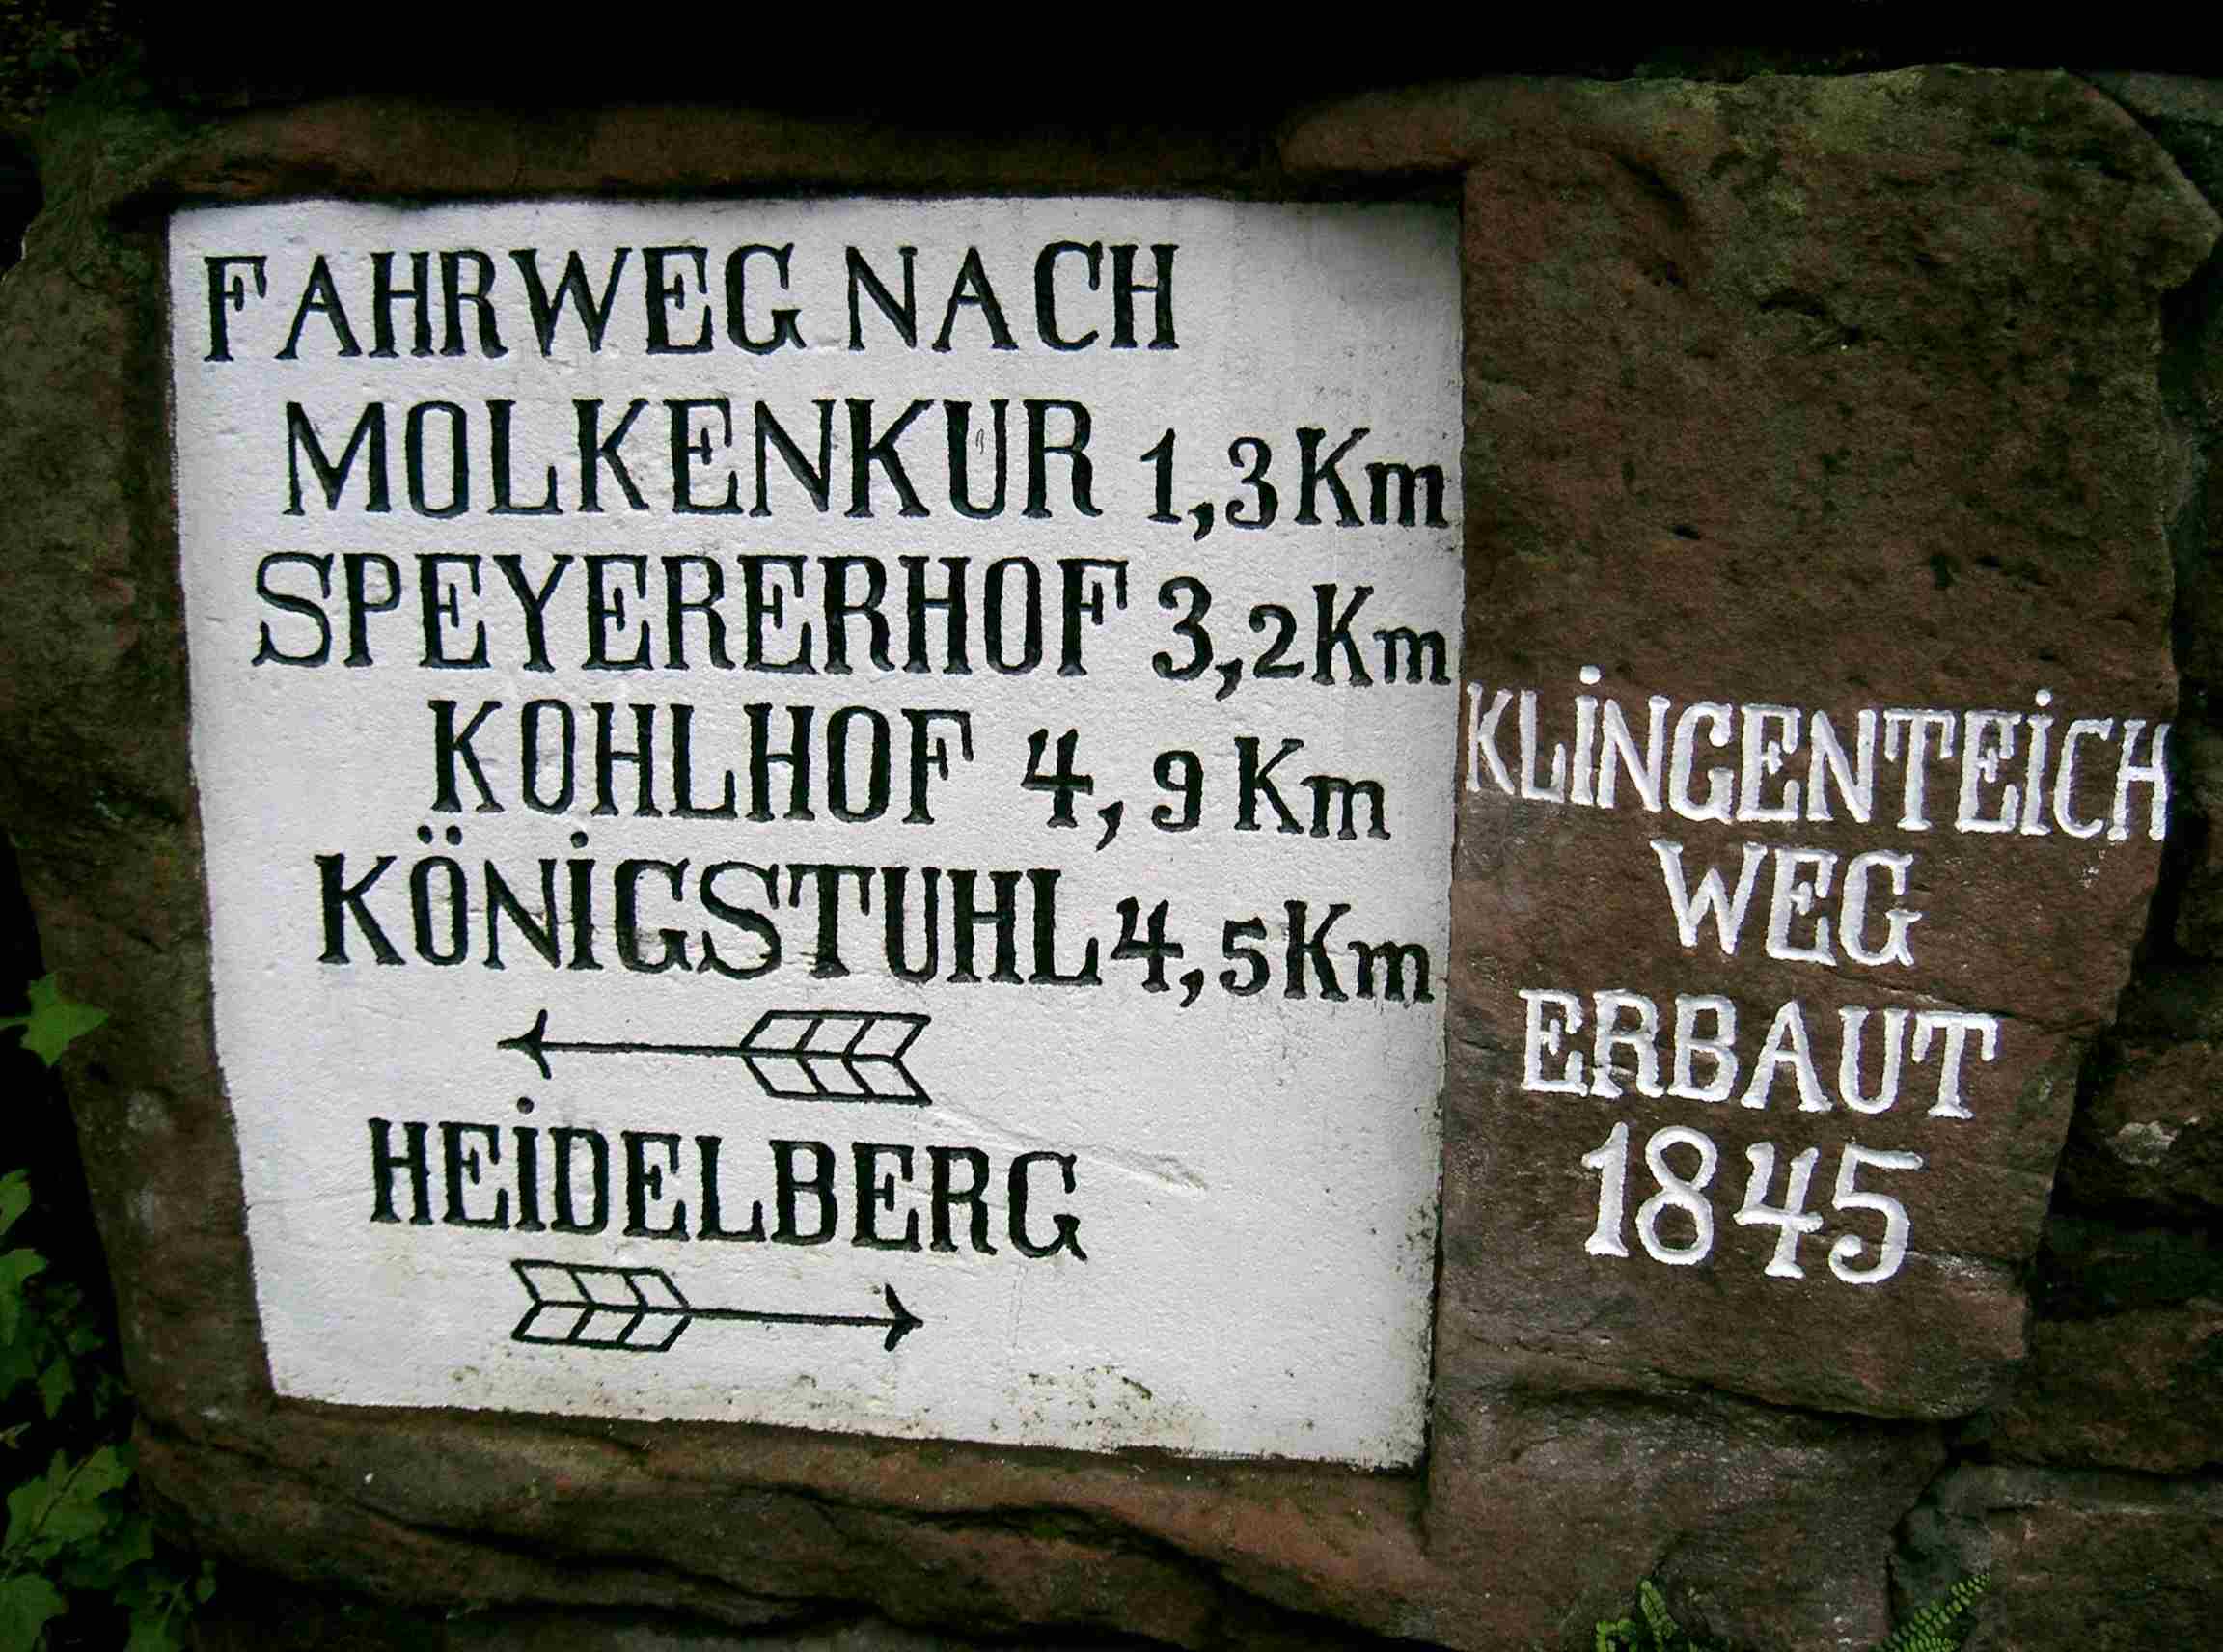 FAHRWEG NACH
MOLKENKUR 1,3 Km
SPEYERERHOF 3,2 Km
KOHLHOF 4,9 Km
KÖNiGSTUHL 4,5 Km
HEiDELBERG
KLiNGENTEiCH
WEG
ERBAUT
1845